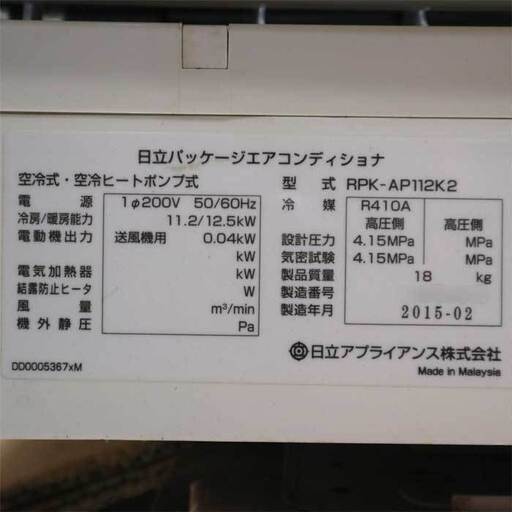 日立パッケージエアコンディショナ
空冷式・空冷ヒートポンプ式
電源 1φ200V 50/60Hz
冷房/暖房能力 11.2/12.5kW
電動機出力 送風機用 0.04kW
kW
電気加熱器 kW
結露防止ヒータ W
風量 m³/min
機外静圧 Pa
型式 RPK-AP112K2
冷媒 R410A
高圧側 高圧側
設計圧力 4.15MPa MPa
気密試験 4.15MPa MPa
製品質量 18 kg
製造番号
製造年月 2015-02
日立アプライアンス株式会社
DD0005367xM
Made in Malaysia